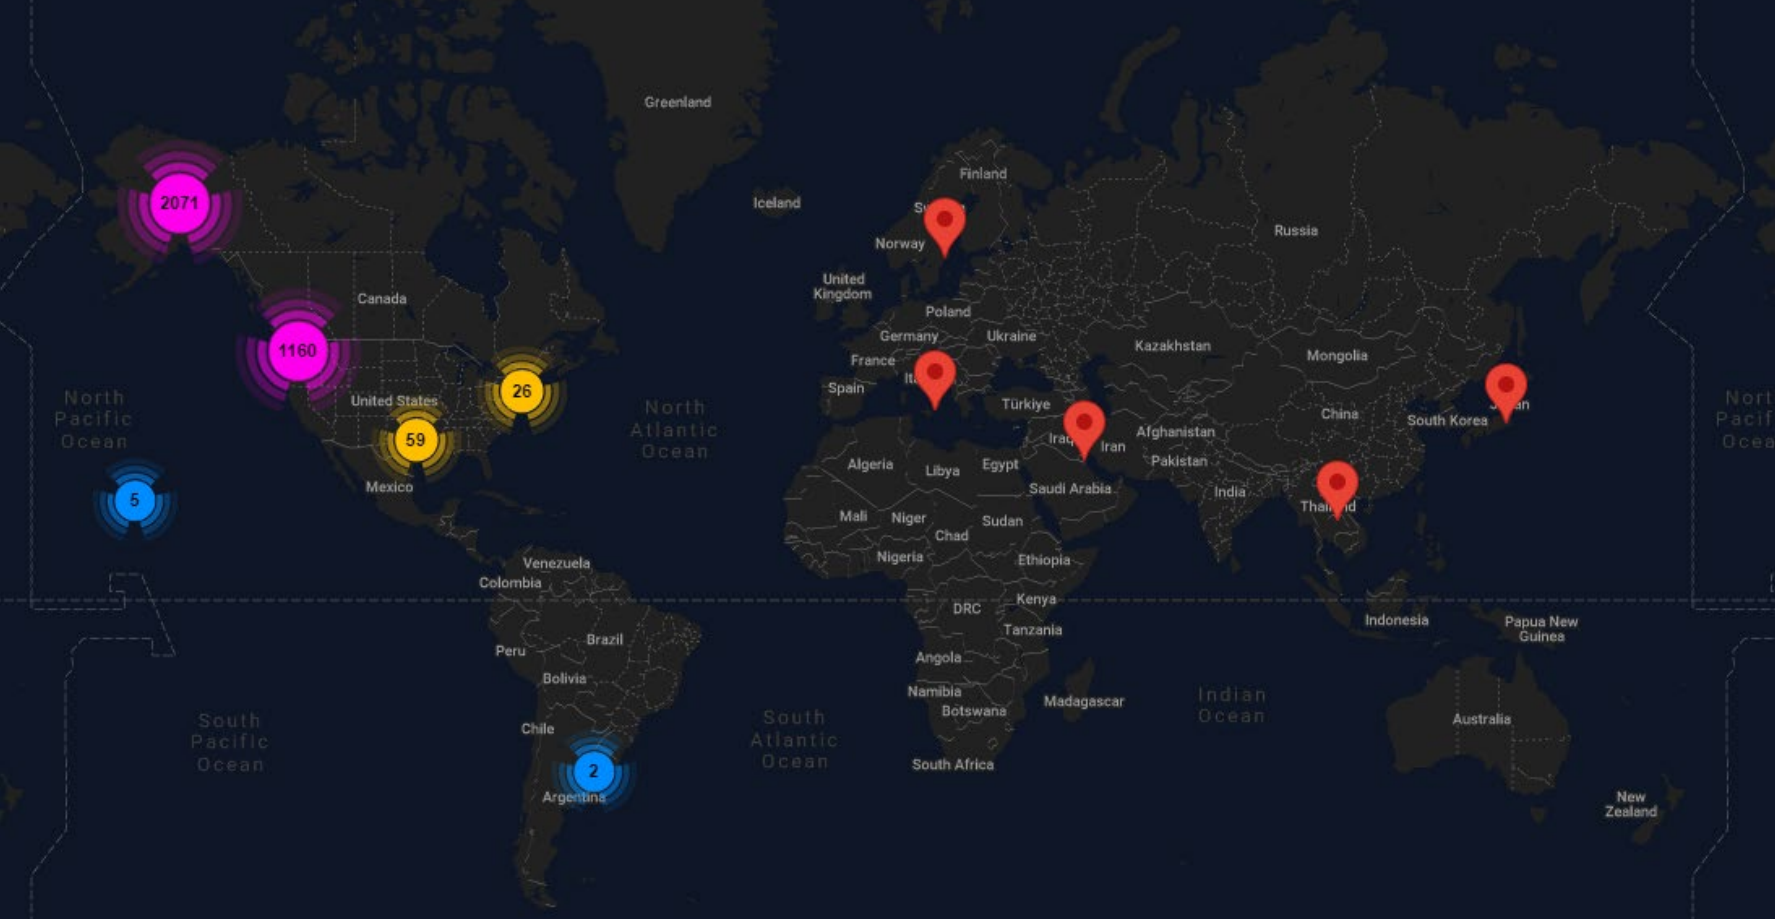 Greenland
2071
Finland
Iceland
Norway
Russia
United
Kingdom
Canada
Poland
Germany
Ukraine
1160
Kazakhstan
Mongolia
France
Spain
26
United States
North
Pacific
Ocean
North
Atlantic
Ocean
Türkiye
China
South Korea
59
Iran
Afghanistan
Pakistan
Algeria
Libya
Egypt
Saudi Arabia
India
Mexico
5
Mali
Niger
Sudan
Chad
Nigeria
Ethiopia
Venezuela
Colombia
Kenya
DRC
Tanzania
Indonesia
Papua New
Guinea
Brazil
Peru
Angola
Bolivia
Namibia
Botswana
Madagascar
Indian
Ocean
South
Pacific
Ocean
South
Atlantic
Ocean
Chile
Australia
South Africa
2
Argentina
New
Zealand